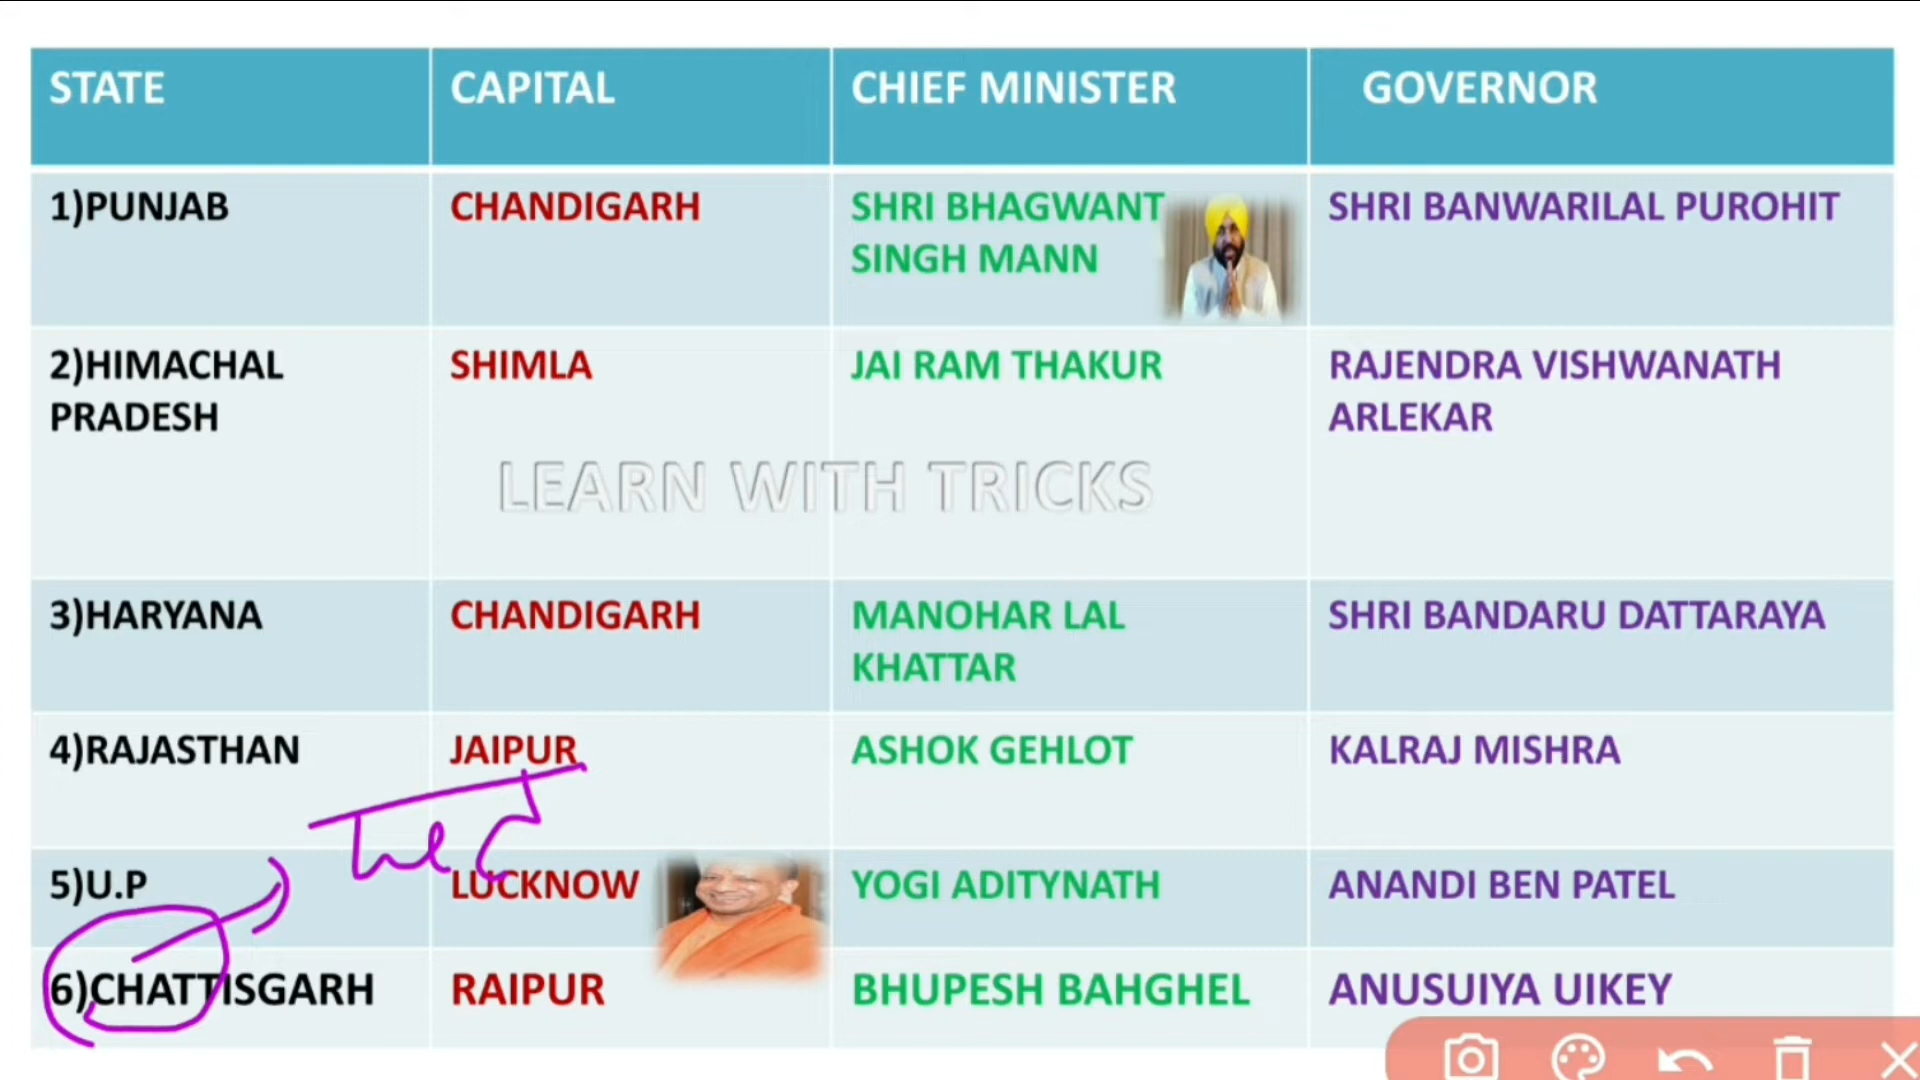 STATE CAPITAL CHIEF MINISTER GOVERNOR
1)PUNJAB CHANDIGARH SHRI BHAGWANT SHRI BANWARILAL PUROHIT
SINGH MANN
2)HIMACHAL SHIMLA JAI RAM THAKUR RAJENDRA VISHWANATH
PRADESH ARLEKAR
LEARN WITH TRICKS
3)HARYANA CHANDIGARH MANOHAR LAL SHRI BANDARU DATTARAYA
KHATTAR
4)RAJASTHAN JAIPUR ASHOK GEHLOT KALRAJ MISHRA
5)U.P LUCKNOW YOGI ADITYNATH ANANDI BEN PATEL
6)CHATTISGARH RAIPUR BHUPESH BAHGHEL ANUSUIYA UIKEY